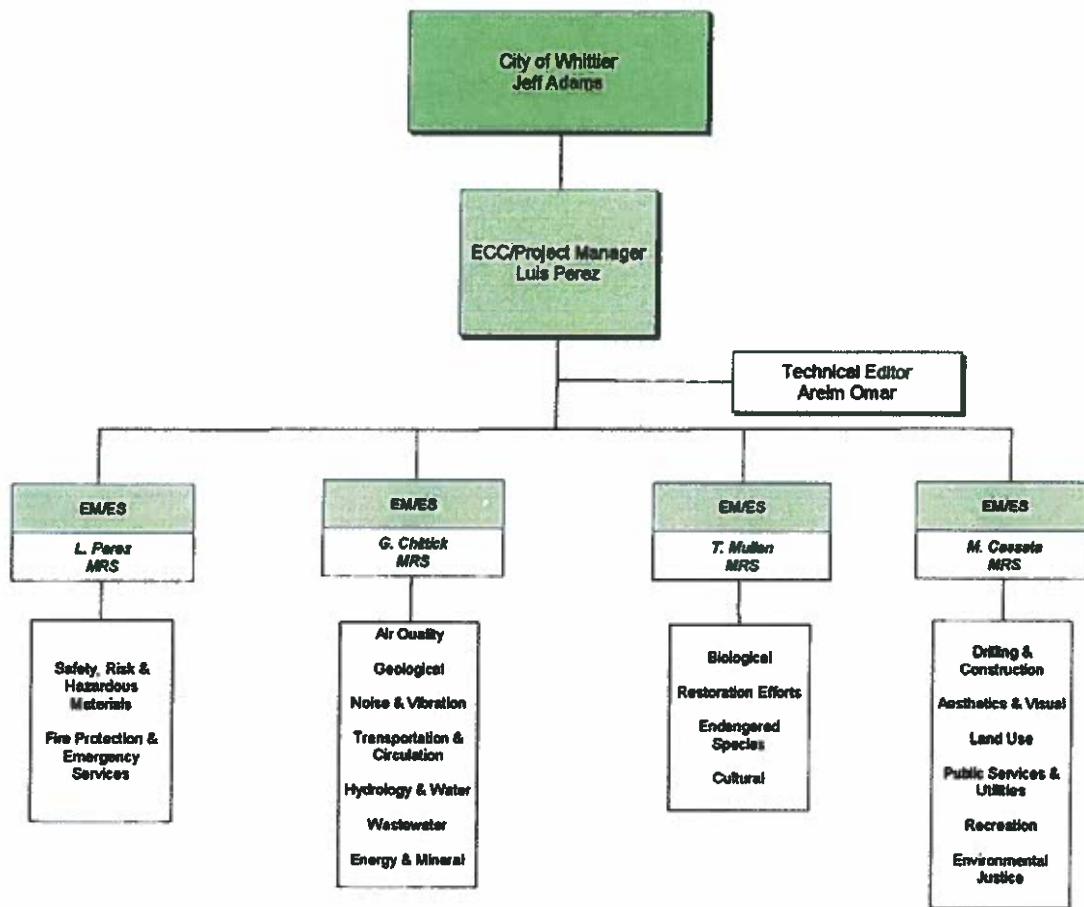 City of Whittier
Jeff Adams
ECC/Project Manager
Luis Perez
Technical Editor
Areim Omar
EM/ES
L. Perez
MRS
Safety, Risk &
Hazardous
Materials
Fire Protection &
Emergency
Services
EM/ES
G. Chittick
MRS
Air Quality
Geological
Noise & Vibration
Transportation &
Circulation
Hydrology & Water
Wastewater
Energy & Mineral
EM/ES
T. Mullen
MRS
Biological
Restoration Efforts
Endangered
Species
Cultural
EM/ES
M.
MRS
Drilling &
Construction
Aesthetics & Visual
Land Use
Public Services &
Utilities
Recreation
Environmental
Justice